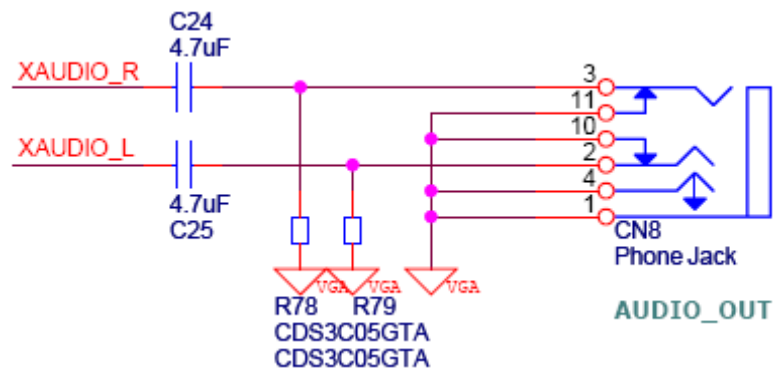 C24
4.7uF
XAUDIO_R
3
11
10
XAUDIO_L
2
4
4.7uF
1
C25
CN8
Phone Jack
VGA
VGA
VGA
R78
R79
AUDIO_OUT
CDS3C05GTA
CDS3C05GTA